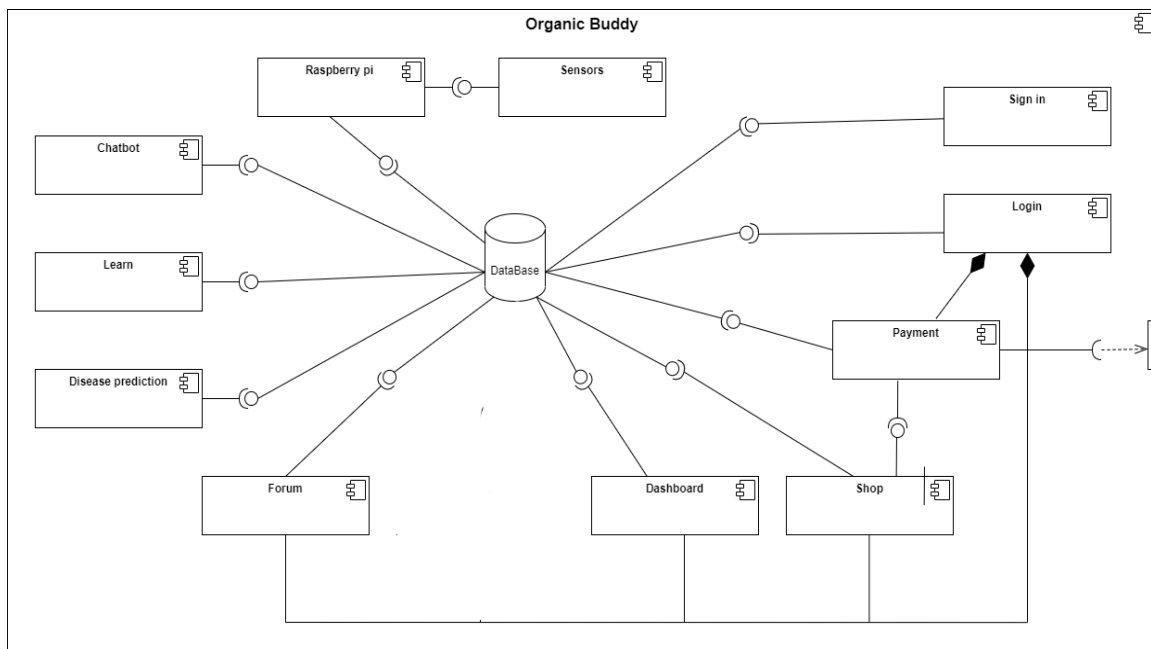 Organic Buddy
Raspberry pi
Sensors
Sign in
Chatbot
Login
Learn
DataBase
Payment
Disease prediction
Forum
Dashboard
Shop